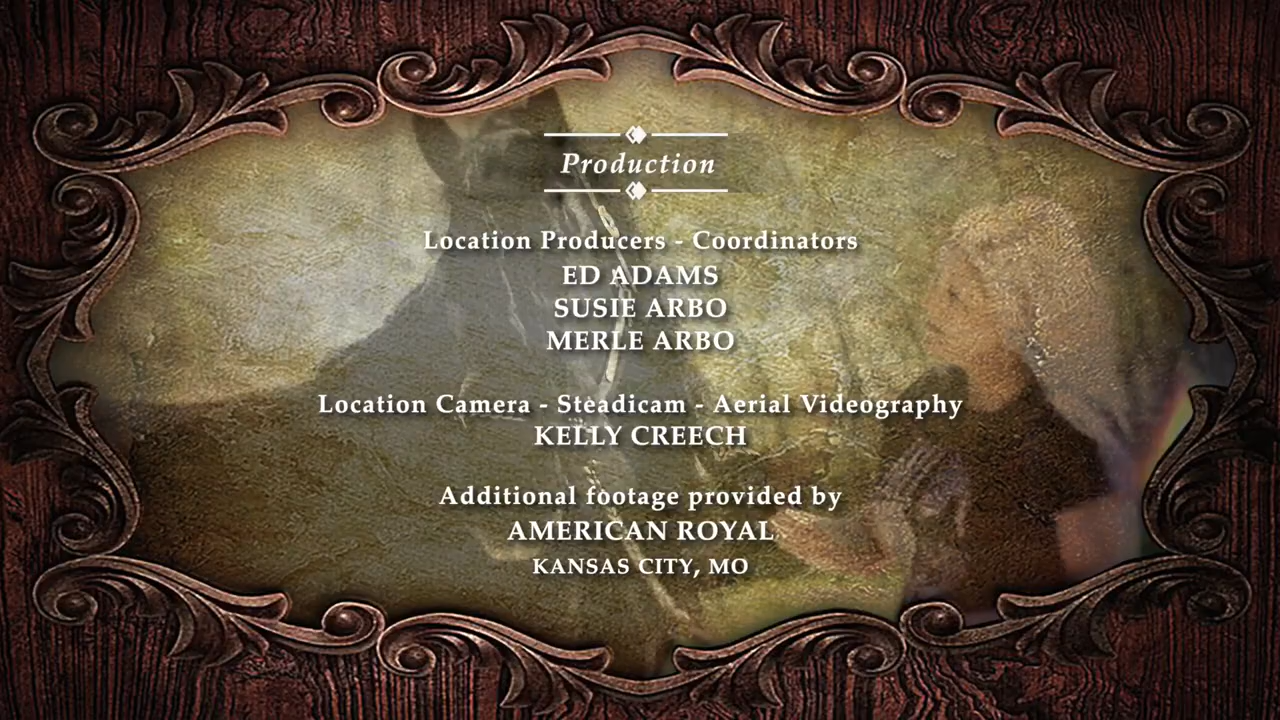 Production
Location Producers - Coordinators
ED ADAMS
SUSIE ARBO
MERLE ARBO
Location Camera - Steadicam - Aerial Videography
KELLY CREECH
Additional footage provided by
AMERICAN ROYAL
KANSAS CITY, MO